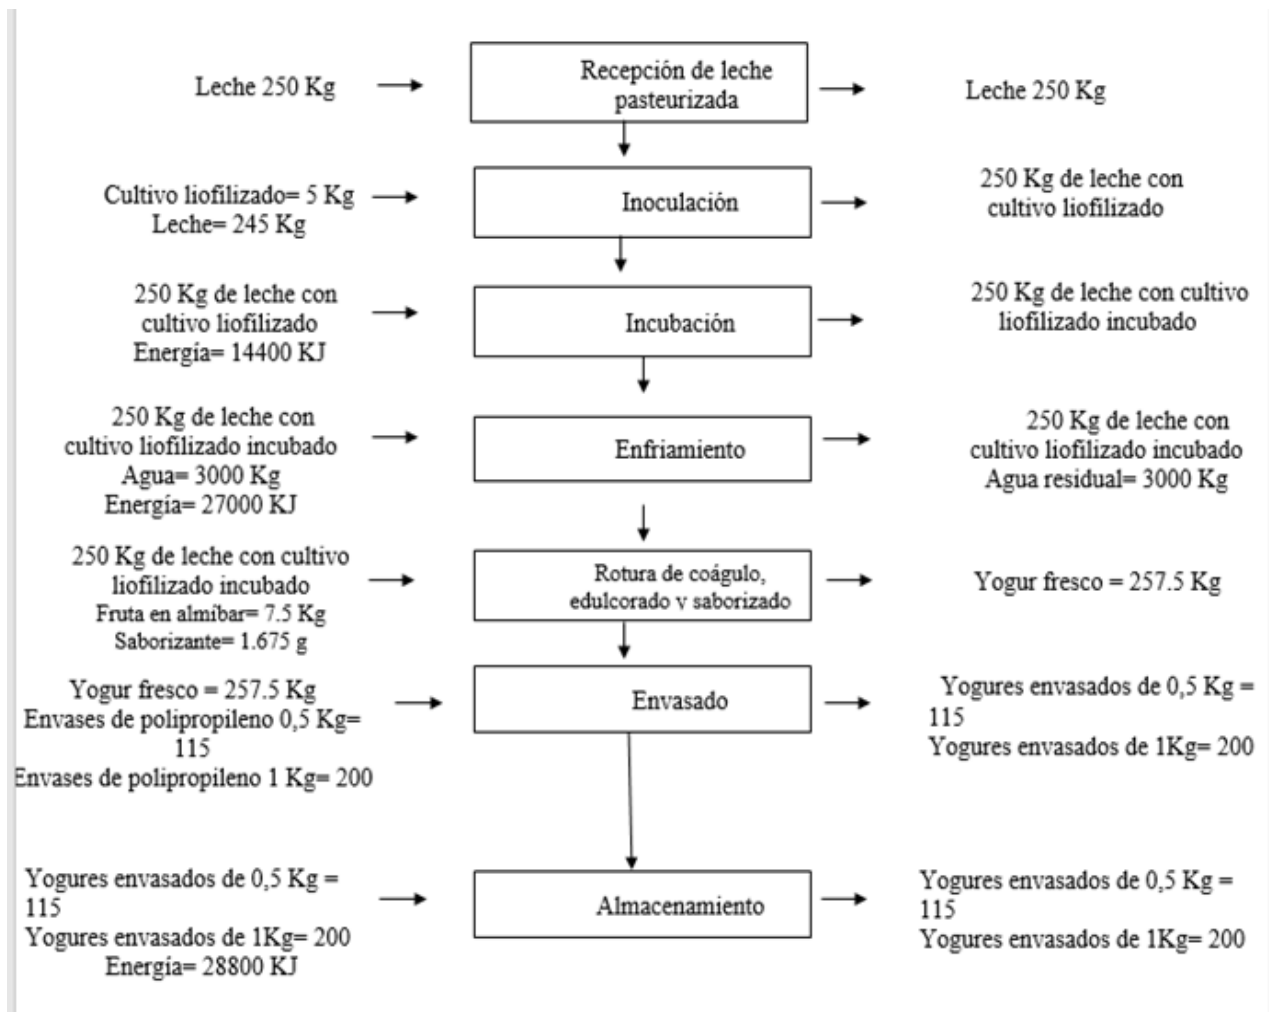 Leche 250 Kg
Recepción de leche
pasteurizada
Leche 250 Kg
Cultivo liofilizado= 5 Kg
Leche= 245 Kg
Inoculación
250 Kg de leche con
cultivo liofilizado
250 Kg de leche con
cultivo liofilizado
Energía= 14400 KJ
Incubación
250 Kg de leche con cultivo
liofilizado incubado
250 Kg de leche con
cultivo liofilizado incubado
Agua= 3000 Kg
Energía= 27000 KJ
Enfriamiento
250 Kg de leche con
cultivo liofilizado incubado
Agua residual= 3000 Kg
250 Kg de leche con cultivo
liofilizado incubado
Fruta en almíbar= 7.5 Kg
Saborizante= 1.675 g
Rotura de coágulo,
edulcorado y saborizado
Yogur fresco = 257.5 Kg
Yogur fresco = 257.5 Kg
Envases de polipropileno 0,5 Kg=
115
Envases de polipropileno 1 Kg= 200
Envasado
Yogures envasados de 0,5 Kg =
115
Yogures envasados de 1Kg= 200
Yogures envasados de 0,5 Kg =
115
Yogures envasados de 1Kg= 200
Energía= 28800 KJ
Almacenamiento
Yogures envasados de 0,5 Kg =
115
Yogures envasados de 1Kg= 200